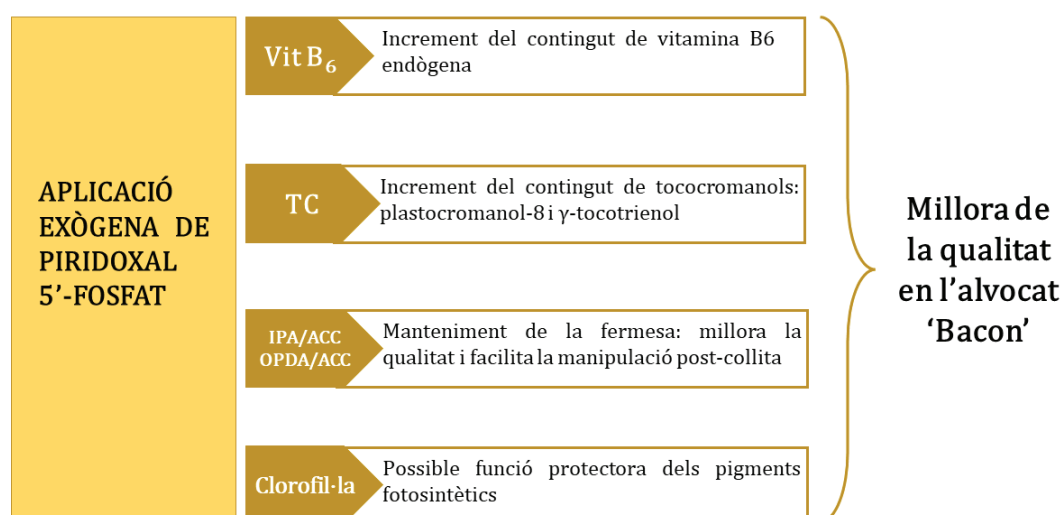 APLICACIÓ
EXÒGENA DE
PIRIDOXAL
5’-FOSFAT
Vit B₆
Increment del contingut de vitamina B6
endògena
TC
Increment del contingut de tococromanols:
plastocromanol-8 i γ-tocotrienol
IPA/ACC
OPDA/ACC
Manteniment de la fermesa: millora la
qualitat i facilita la manipulació post-collita
Clorofil·la
Possible funció protectora dels pigments
fotosintètics
Millora de
la qualitat
en l’alvocat
‘Bacon’